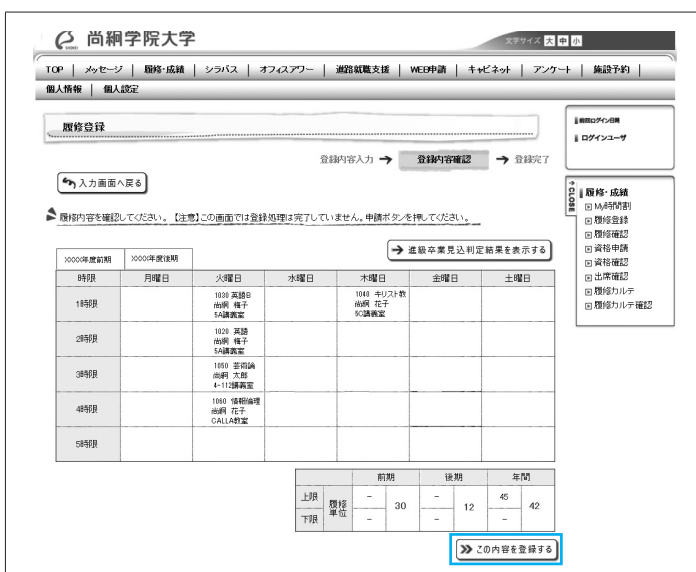 尚絅学院大学
文字サイズ 大 中 小
TOP | メッセージ | 履修・成績 | シラバス | オフィスアワー | 進路就職支援 | WEB申請 | キャビネット | アンケート | 施設予約 |
個人情報 | 個人設定
履修登録
前回ログイン日時
ログインユーザ
登録内容入力 → 登録内容確認 → 登録完了
入力画面へ戻る
履修内容を確認してください。【注意】この画面では登録処理は完了していません。申請ボタンを押してください。
→ 進級卒業見込判定結果を表示する
XXXX年度前期 XXXX年度後期
時限 月曜日 火曜日 水曜日 木曜日 金曜日 土曜日
1時限
1030 英語B
尚絅 梅子
5A講義室
1040 キリスト教
尚絅 花子
5C講義室
2時限
1020 英語
尚絅 梅子
5A講義室
3時限
1050 芸術論
尚絅 太郎
4-112講義室
4時限
1060 情報倫理
尚絅 花子
CALLA教室
5時限
前期 後期 年間
上限 履修単位 - 30 - 12 45 42
下限 - - -
この内容を登録する
CLOSE
履修・成績
My時間割
履修登録
履修確認
資格申請
資格確認
出席確認
履修カルテ
履修カルテ確認